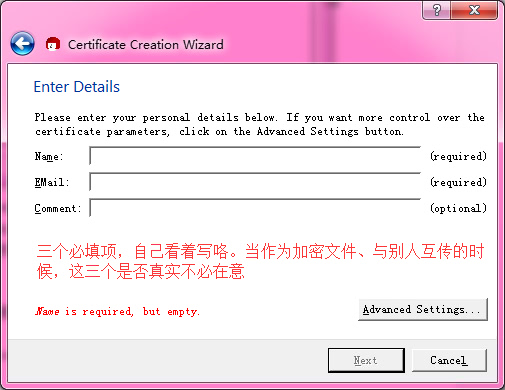 Certificate Creation Wizard
Enter Details
Please enter your personal details below. If you want more control over the
certificate parameters, click on the Advanced Settings button.
Name: (required)
EMail: (required)
Comment: (optional)
三个必填项，自己看着写咯。当作为加密文件、与别人互传的时
候，这三个是否真实不必在意
Name is required, but empty.
Advanced Settings...
Next Cancel